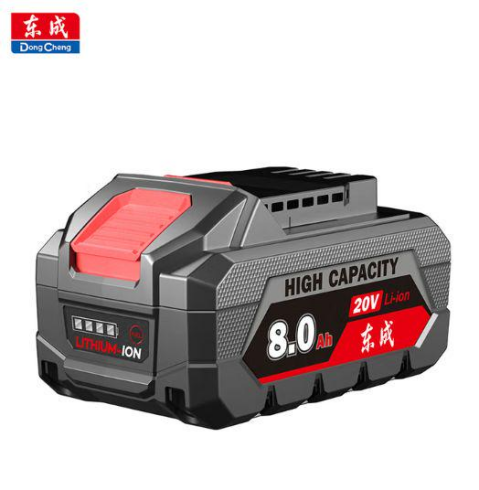 东成
DongCheng
HIGH CAPACITY
20V Li-ion
8.0Ah
东成
LITHIUM-ION